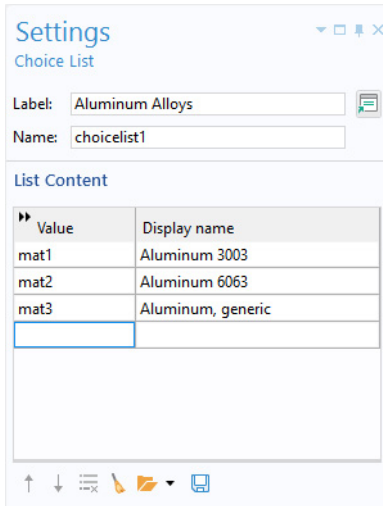 Settings
Choice List
Label: Aluminum Alloys
Name: choicelist1
List Content
Value Display name
mat1 Aluminum 3003
mat2 Aluminum 6063
mat3 Aluminum, generic